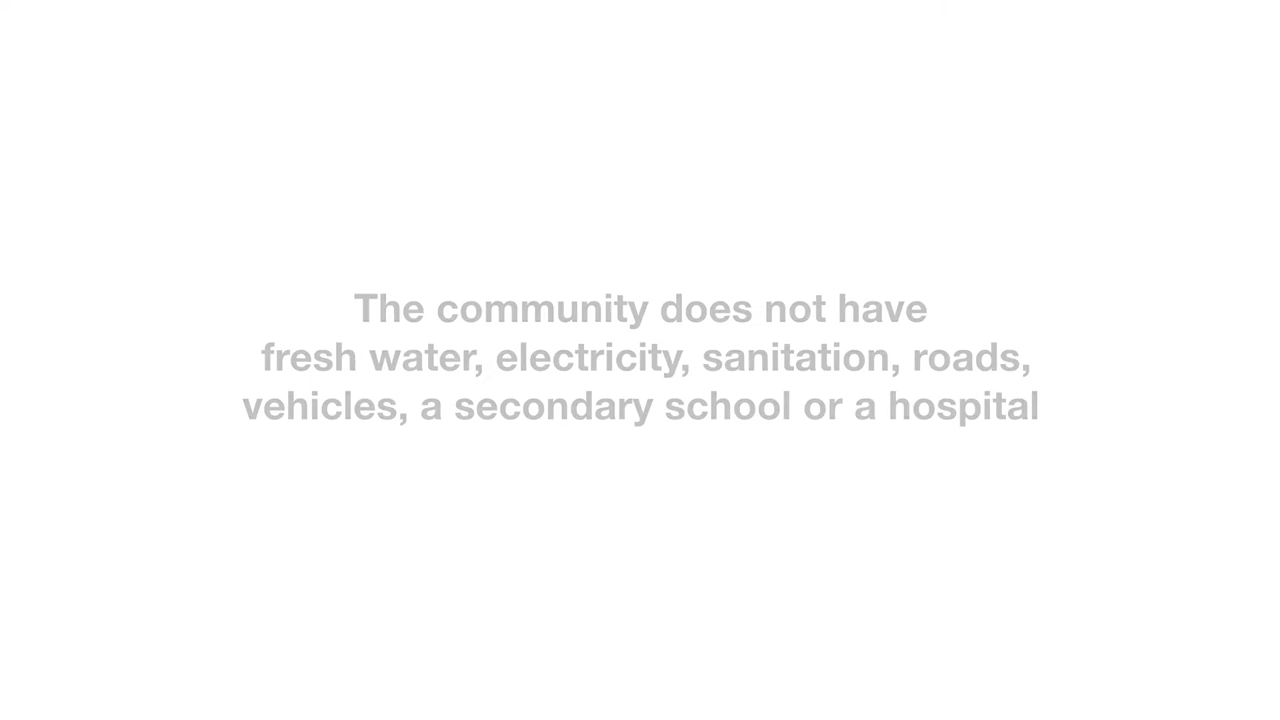 The community does not have
fresh water, electricity, sanitation, roads,
vehicles, a secondary school or a hospital